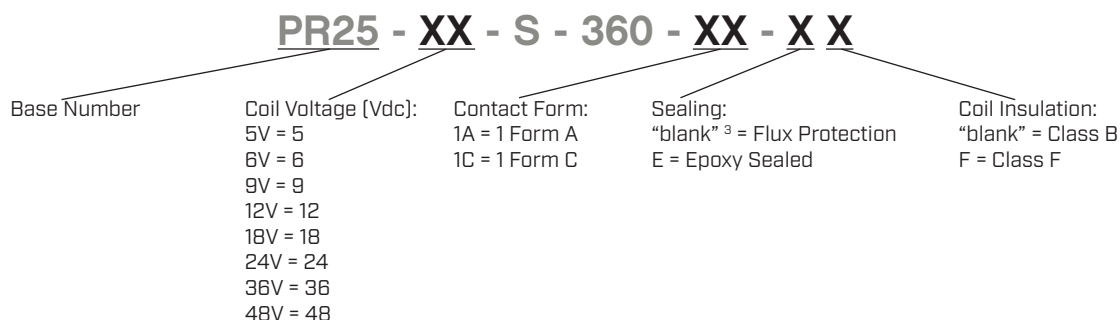 PR25 - XX - S - 360 - XX - X X
Base Number
Coil Voltage (Vdc):
5V = 5
6V = 6
9V = 9
12V = 12
18V = 18
24V = 24
36V = 36
48V = 48
Contact Form:
1A = 1 Form A
1C = 1 Form C
Sealing:
“blank” ³ = Flux Protection
E = Epoxy Sealed
Coil Insulation:
“blank” = Class B
F = Class F